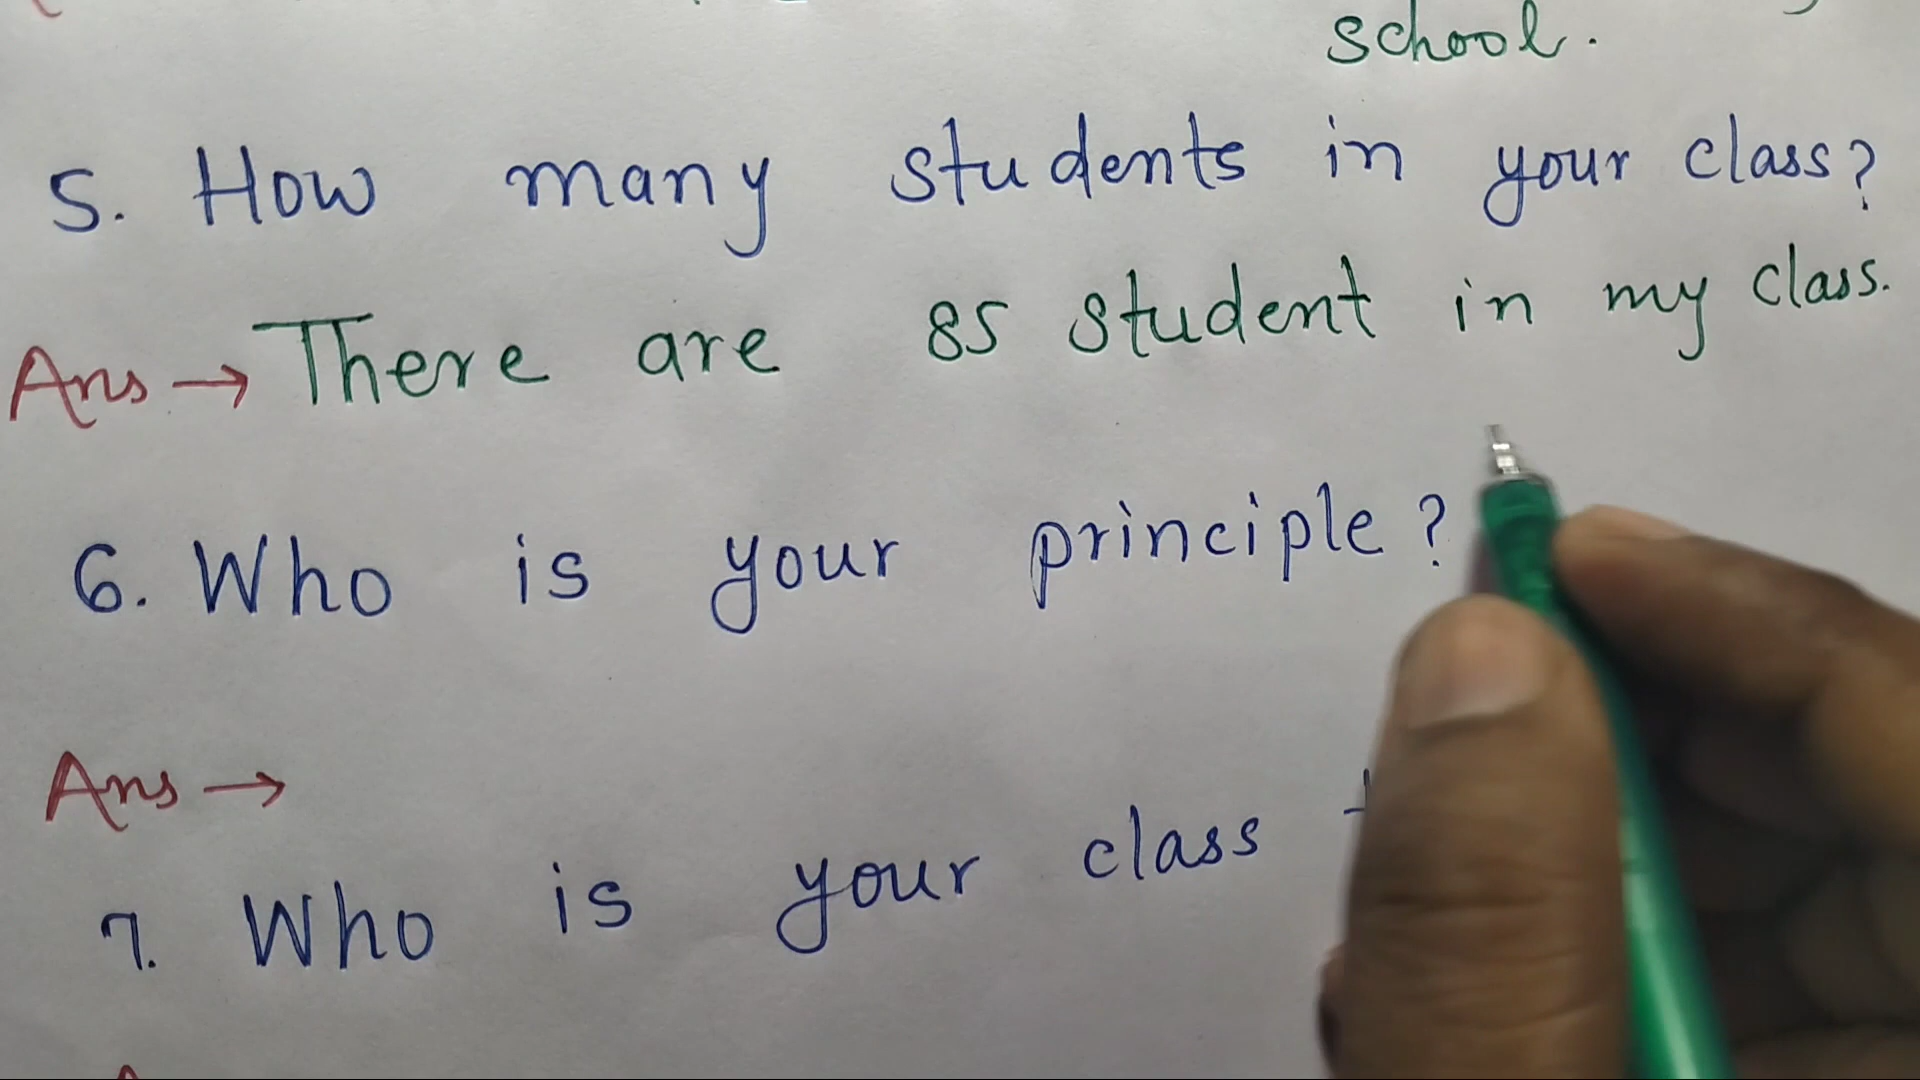 school.
5. How many students in your class?
Ans → There are 85 student in my class.
6. Who is your principle?
Ans →
7. Who is your class